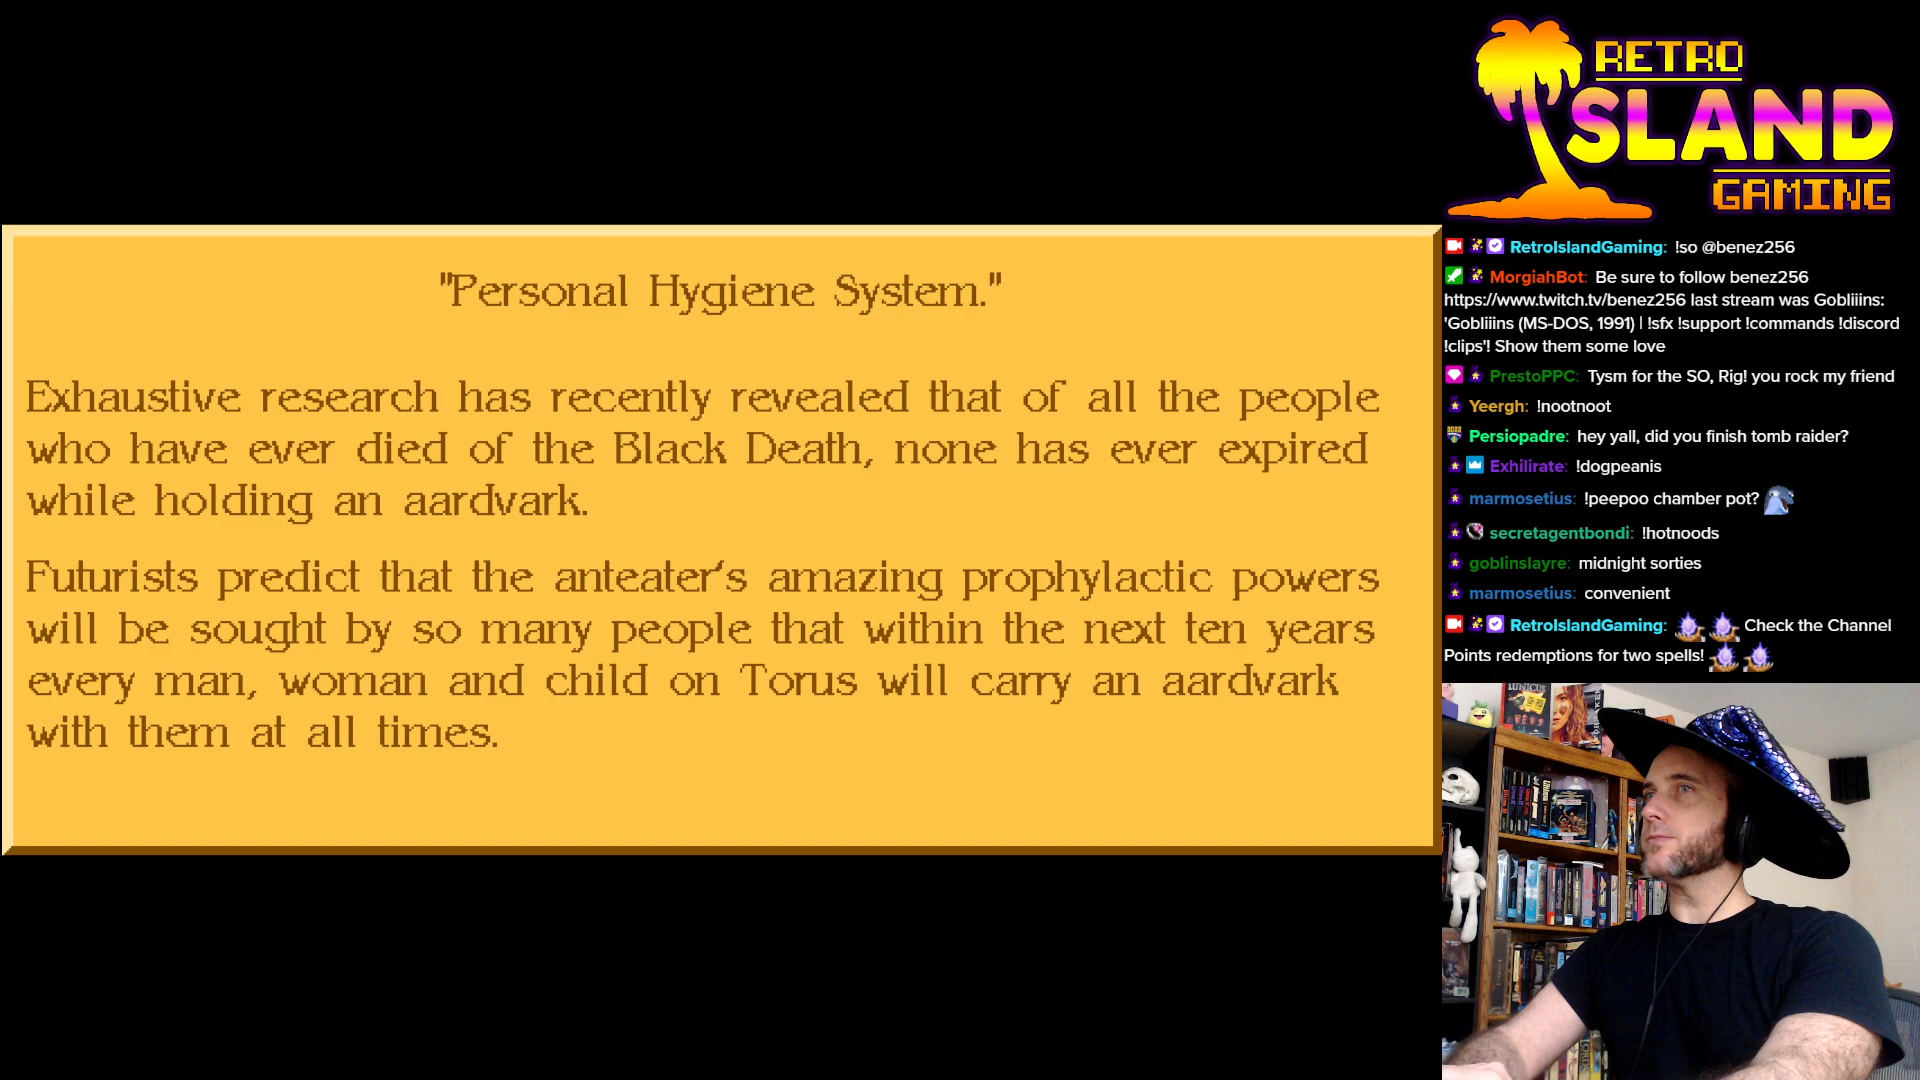 "Personal Hygiene System."
Exhaustive research has recently revealed that of all the people
who have ever died of the Black Death, none has ever expired
while holding an aardvark.
Futurists predict that the anteater's amazing prophylactic powers
will be sought by so many people that within the next ten years
every man, woman and child on Torus will carry an aardvark
with them at all times.
RETRO
ISLAND
GAMING
RetroIslandGaming: !so @benez256
MorgiahBot: Be sure to follow benez256
https://www.twitch.tv/benez256 last stream was Gobliiins:
'Gobliiins (MS-DOS, 1991) | !sfx !support !commands !discord
!clips'! Show them some love
PrestoPPC: Tysm for the SO, Rig! you rock my friend
Yeergh: !nootnoot
Persiopadre: hey yall, did you finish tomb raider?
Exhilirate: !dogpeanis
marmosetius: !peepoo chamber pot?
secretagentbondi: !hotnoods
goblinslayre: midnight sorties
marmosetius: convenient
RetroIslandGaming: Check the Channel
Points redemptions for two spells!
LUNICUS